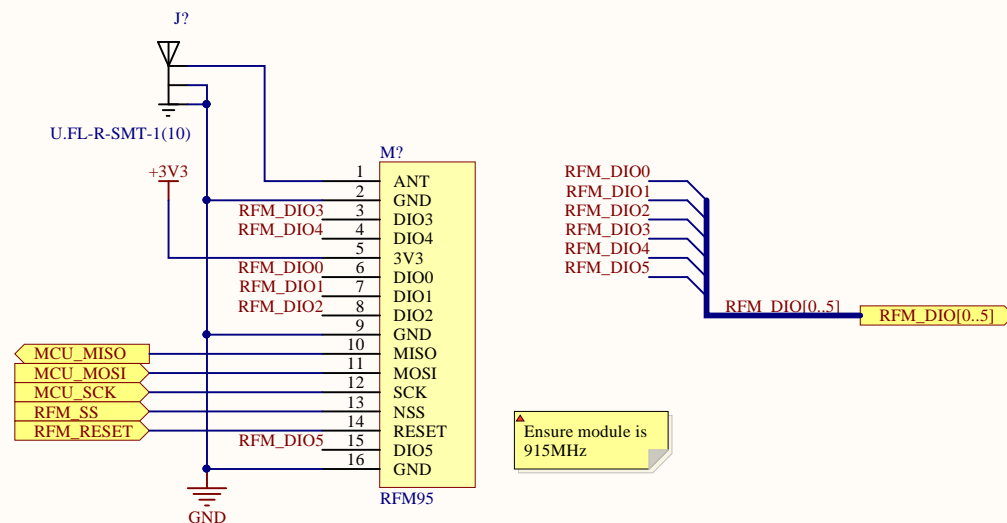 J?
U.FL-R-SMT-1(10)
+3V3
M?
1 ANT
2 GND
RFM_DIO3 3 DIO3
RFM_DIO4 4 DIO4
5 3V3
RFM_DIO0 6 DIO0
RFM_DIO1 7 DIO1
RFM_DIO2 8 DIO2
9 GND
MCU_MISO 10 MISO
MCU_MOSI 11 MOSI
MCU_SCK 12 SCK
RFM_SS 13 NSS
RFM_RESET 14 RESET
RFM_DIO5 15 DIO5
16 GND
RFM95
GND
RFM_DIO0
RFM_DIO1
RFM_DIO2
RFM_DIO3
RFM_DIO4
RFM_DIO5
RFM_DIO[0..5]
RFM_DIO[0..5]
Ensure module is
915MHz